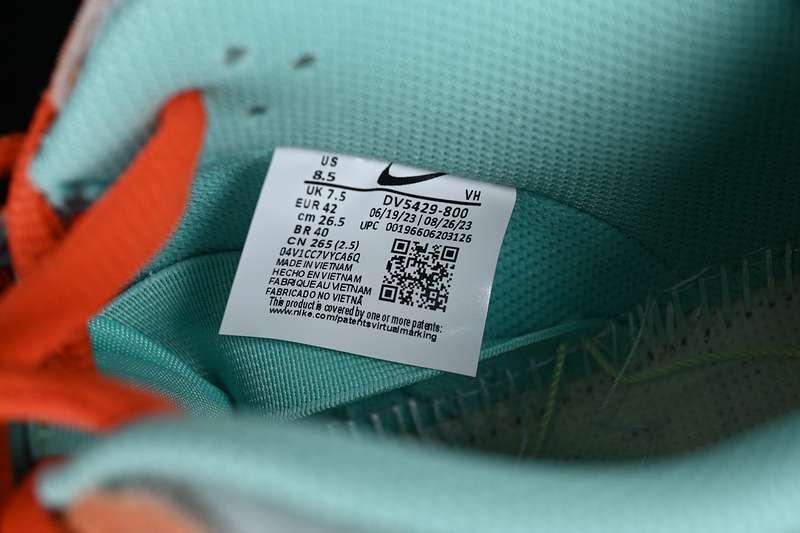 US
8.5
UK 7.5
EUR 42
cm 26.5
BR 40
CN 265 (2.5)
04V1CC7VYCA6Q
MADE IN VIETNAM
HECHO EN VIETNAM
FABRIQUE AU VIETNAM
FABRICADO NO VIETNÃ
This product is covered by one or more patents:
www.nike.com/patentsvirtualmarking
VH
DV5429-800
06/19/23 | 08/26/23
UPC 00196606203126